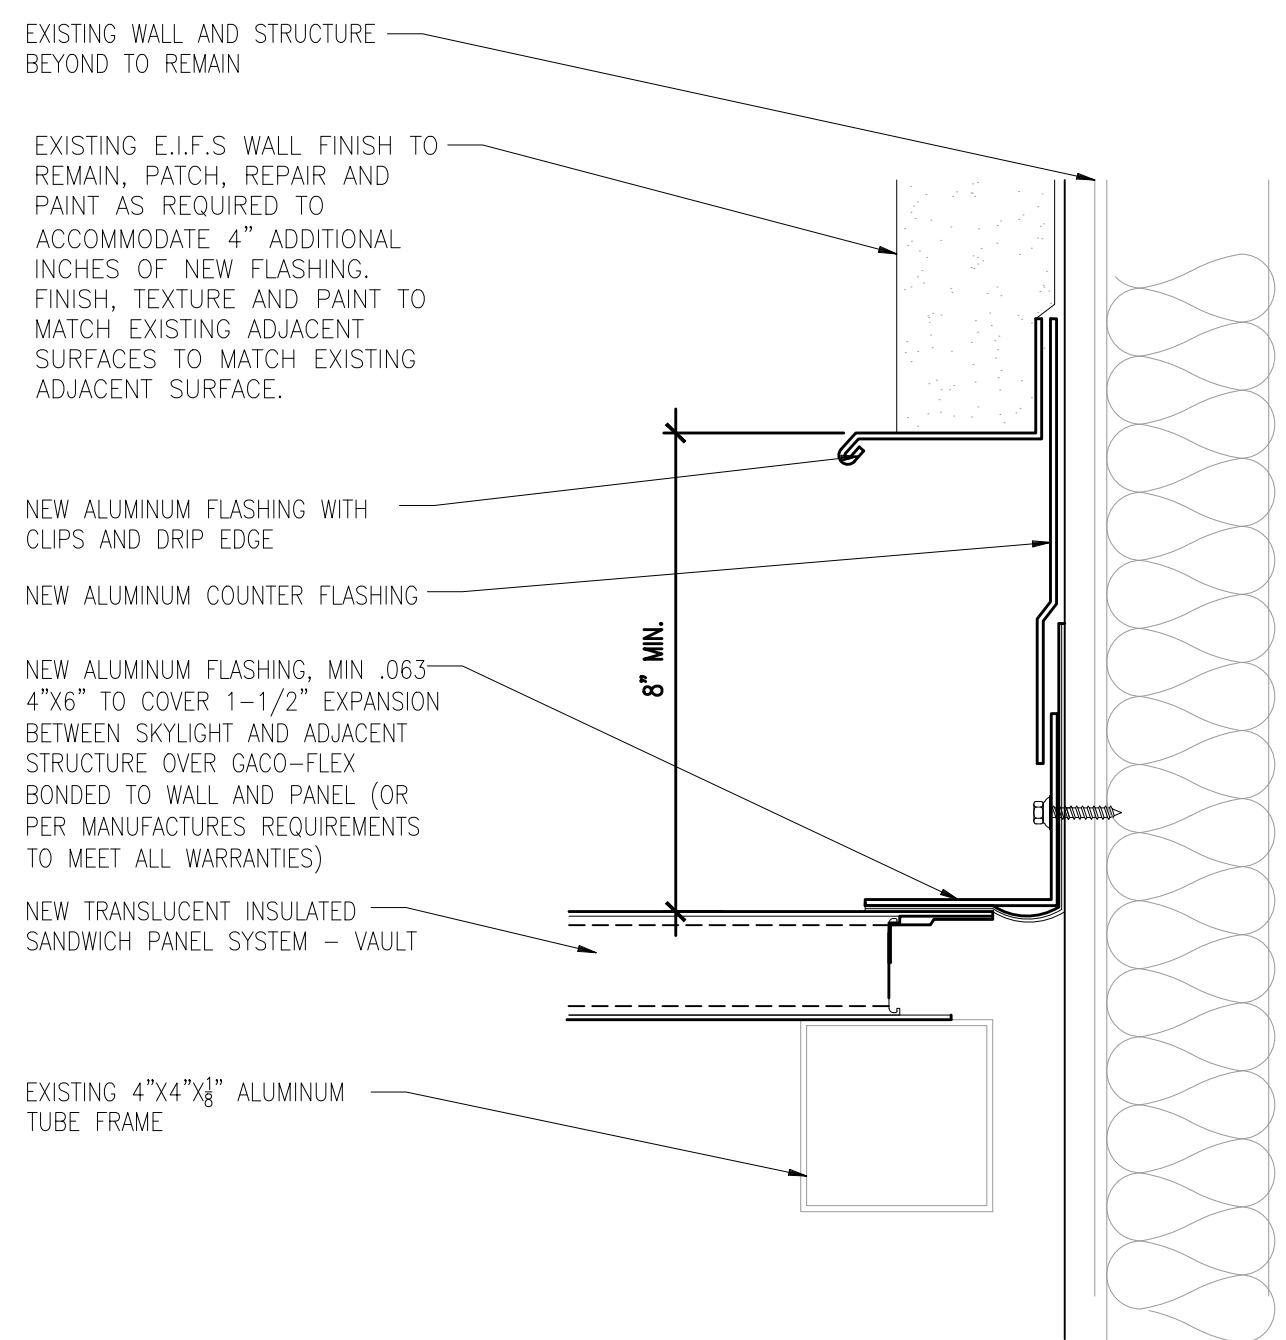 EXISTING WALL AND STRUCTURE
BEYOND TO REMAIN
EXISTING E.I.F.S WALL FINISH TO
REMAIN, PATCH, REPAIR AND
PAINT AS REQUIRED TO
ACCOMMODATE 4" ADDITIONAL
INCHES OF NEW FLASHING.
FINISH, TEXTURE AND PAINT TO
MATCH EXISTING ADJACENT
SURFACES TO MATCH EXISTING
ADJACENT SURFACE.
NEW ALUMINUM FLASHING WITH
CLIPS AND DRIP EDGE
NEW ALUMINUM COUNTER FLASHING
8" MIN.
NEW ALUMINUM FLASHING, MIN .063
4"X6" TO COVER 1-1/2" EXPANSION
BETWEEN SKYLIGHT AND ADJACENT
STRUCTURE OVER GACO-FLEX
BONDED TO WALL AND PANEL (OR
PER MANUFACTURES REQUIREMENTS
TO MEET ALL WARRANTIES)
NEW TRANSLUCENT INSULATED
SANDWICH PANEL SYSTEM - VAULT
EXISTING 4"X4"X1/8" ALUMINUM
TUBE FRAME